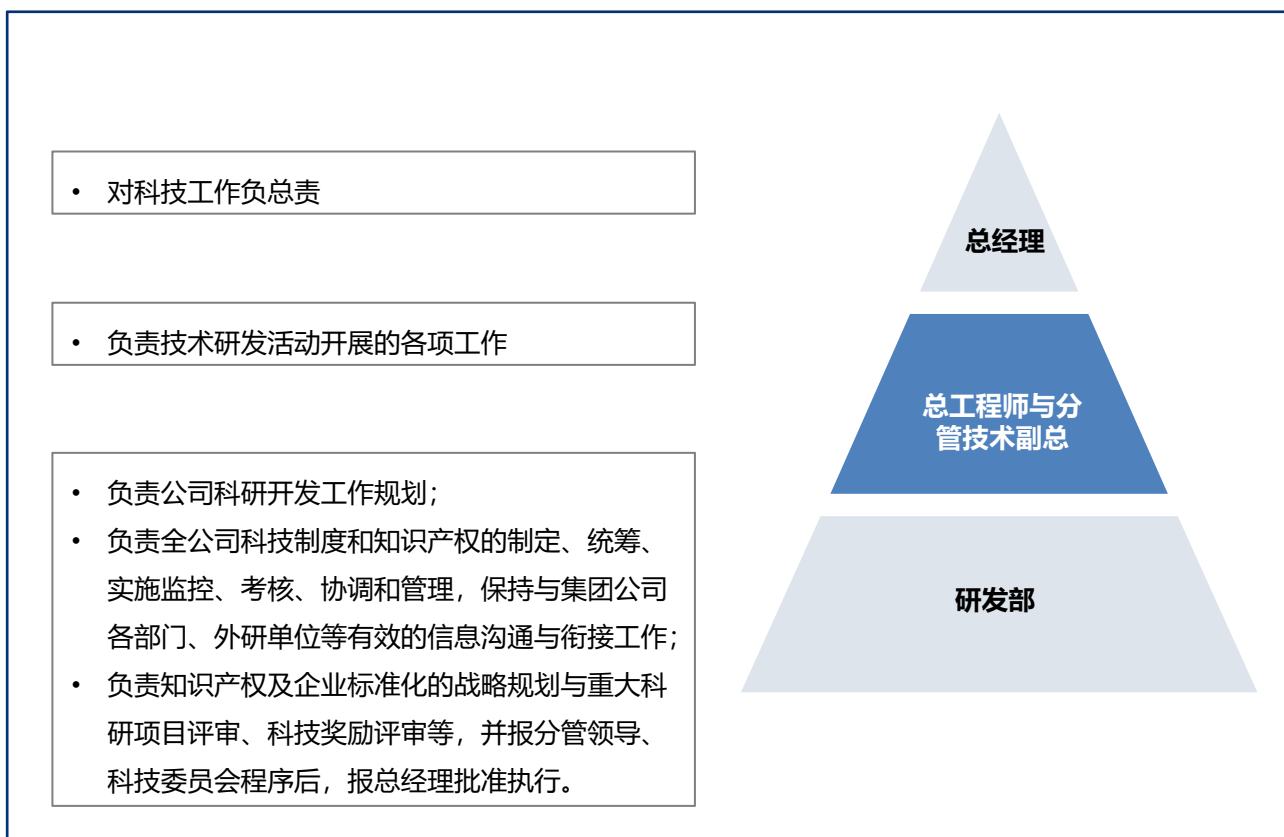 • 对科技工作负总责
总经理
• 负责技术研发活动开展的各项工作
总工程师与分
管技术副总
• 负责公司科研开发工作规划；
• 负责全公司科技制度和知识产权的制定、统筹、
实施监控、考核、协调和管理，保持与集团公司
各部门、外研单位等有效的信息沟通与衔接工作；
• 负责知识产权及企业标准化的战略规划与重大科
研项目评审、科技奖励评审等，并报分管领导、
科技委员会程序后，报总经理批准执行。
研发部